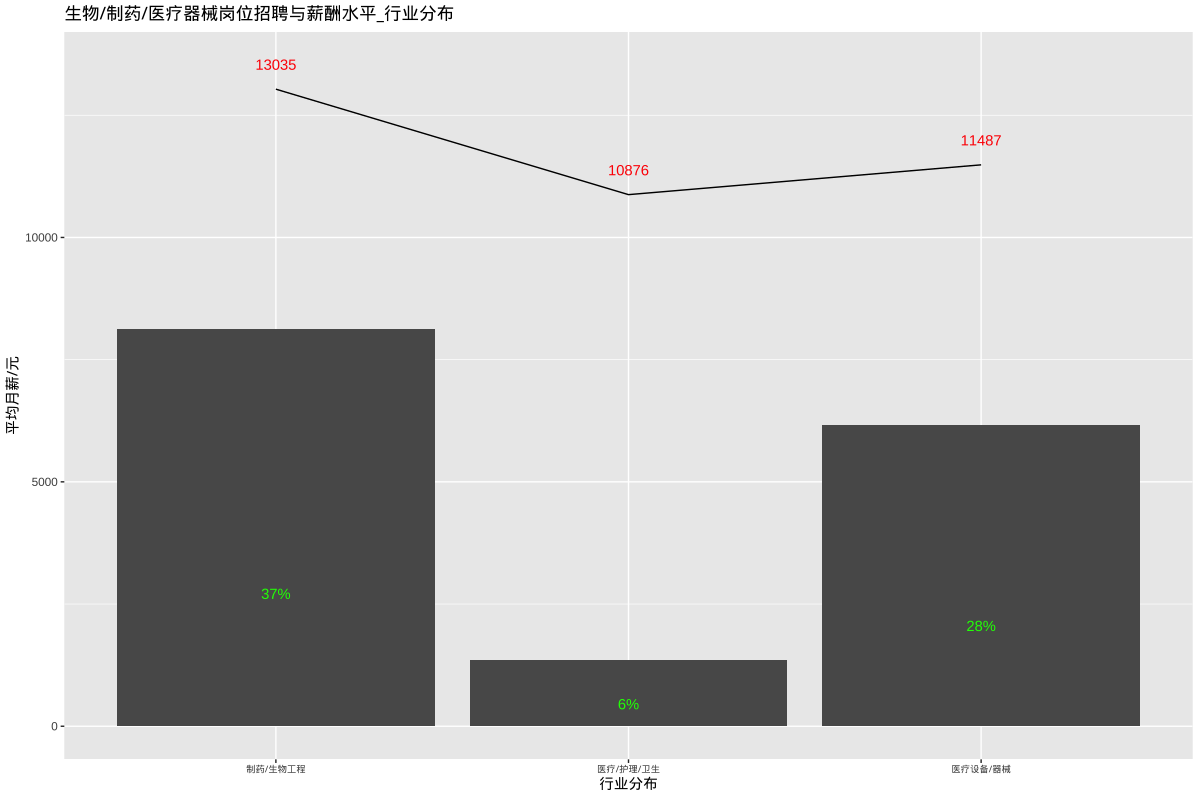 生物/制药/医疗器械岗位招聘与薪酬水平_行业分布
13035
10876
11487
10000
5000
0
平均月薪/元
37%
6%
28%
制药/生物工程
医疗/护理/卫生
医疗设备/器械
行业分布